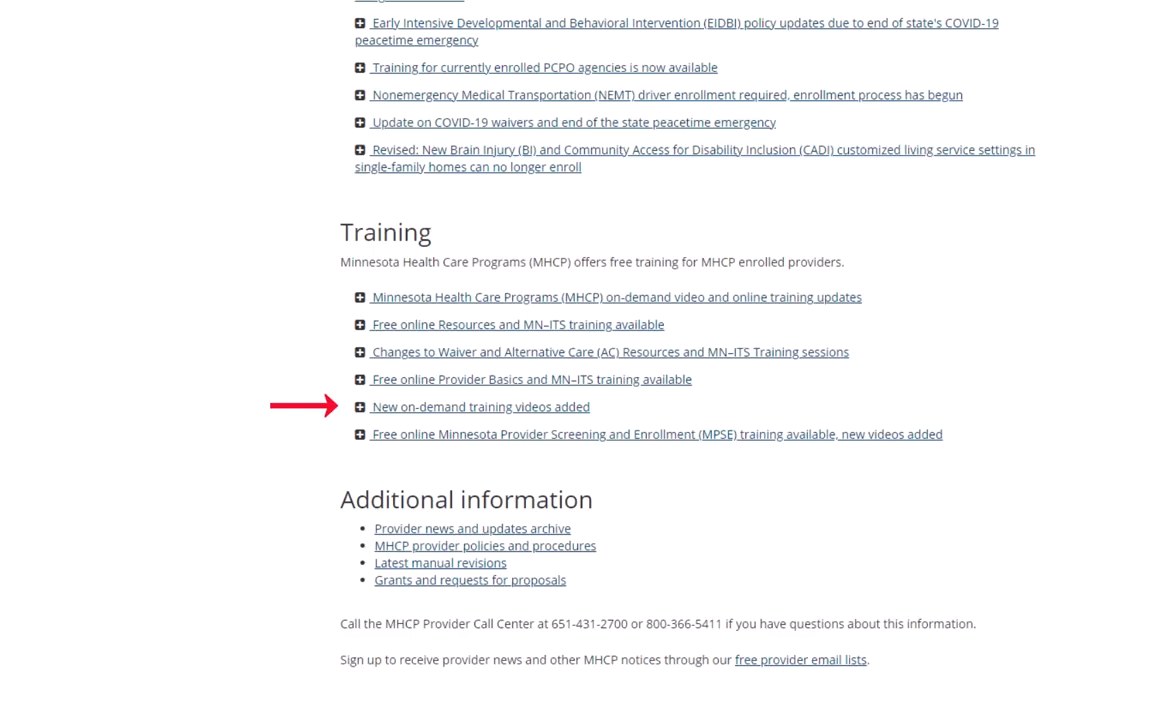 Early Intensive Developmental and Behavioral Intervention (EIDBI) policy updates due to end of state's COVID-19
peacetime emergency
Training for currently enrolled PCPO agencies is now available
Nonemergency Medical Transportation (NEMT) driver enrollment required, enrollment process has begun
Update on COVID-19 waivers and end of the state peacetime emergency
Revised: New Brain Injury (BI) and Community Access for Disability Inclusion (CADI) customized living service settings in
single-family homes can no longer enroll
Training
Minnesota Health Care Programs (MHCP) offers free training for MHCP enrolled providers.
Minnesota Health Care Programs (MHCP) on-demand video and online training updates
Free online Resources and MN–ITS training available
Changes to Waiver and Alternative Care (AC) Resources and MN–ITS Training sessions
Free online Provider Basics and MN–ITS training available
New on-demand training videos added
Free online Minnesota Provider Screening and Enrollment (MPSE) training available, new videos added
Additional information
Provider news and updates archive
MHCP provider policies and procedures
Latest manual revisions
Grants and requests for proposals
Call the MHCP Provider Call Center at 651-431-2700 or 800-366-5411 if you have questions about this information.
Sign up to receive provider news and other MHCP notices through our free provider email lists.